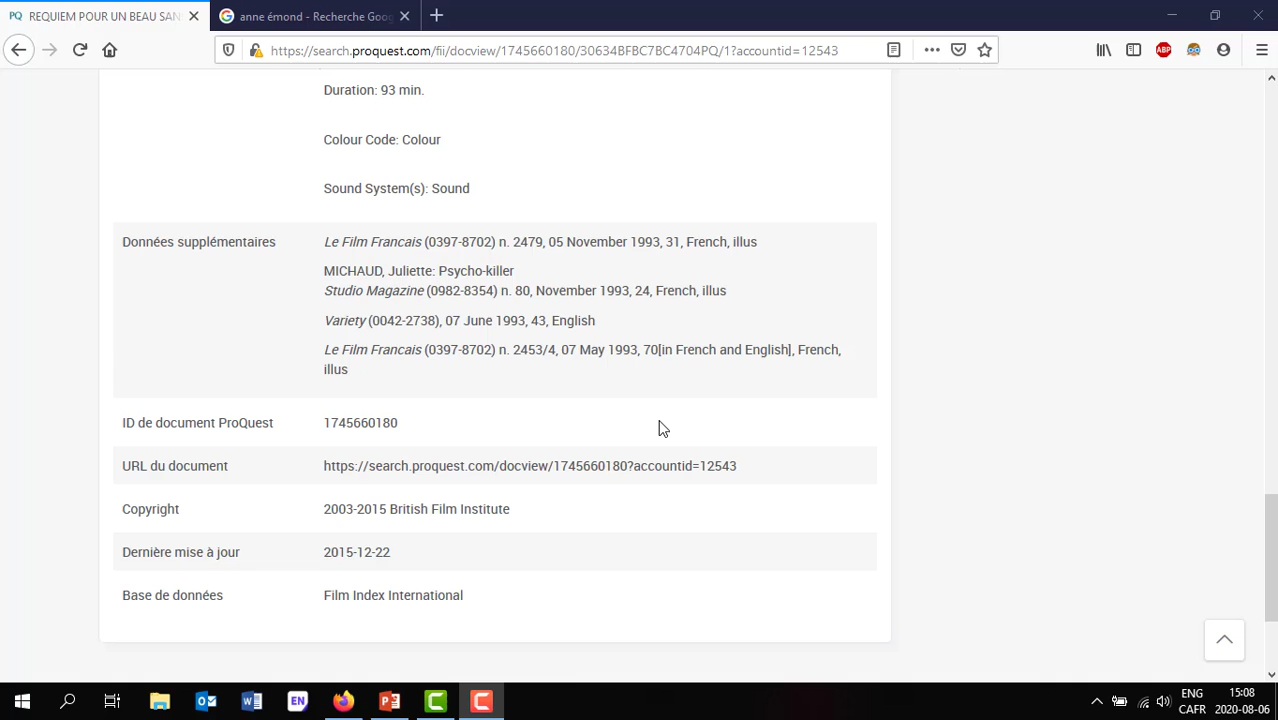 PQ REQUIEM POUR UN BEAU SAN
anne émond - Recherche Goog
https://search.proquest.com/fii/docview/1745660180/30634BFBC7BC4704PQ/1?accountid=12543
ABP
Duration: 93 min.
Colour Code: Colour
Sound System(s): Sound
Données supplémentaires
Le Film Francais (0397-8702) n. 2479, 05 November 1993, 31, French, illus
MICHAUD, Juliette: Psycho-killer
Studio Magazine (0982-8354) n. 80, November 1993, 24, French, illus
Variety (0042-2738), 07 June 1993, 43, English
Le Film Francais (0397-8702) n. 2453/4, 07 May 1993, 70[in French and English], French,
illus
ID de document ProQuest 1745660180
URL du document https://search.proquest.com/docview/1745660180?accountid=12543
Copyright 2003-2015 British Film Institute
Dernière mise à jour 2015-12-22
Base de données Film Index International
EN
ENG
CAFR
15:08
2020-08-06